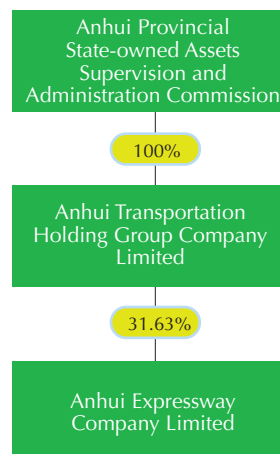 Anhui Provincial
State-owned Assets
Supervision and
Administration Commission
100%
Anhui Transportation
Holding Group Company
Limited
31.63%
Anhui Expressway
Company Limited